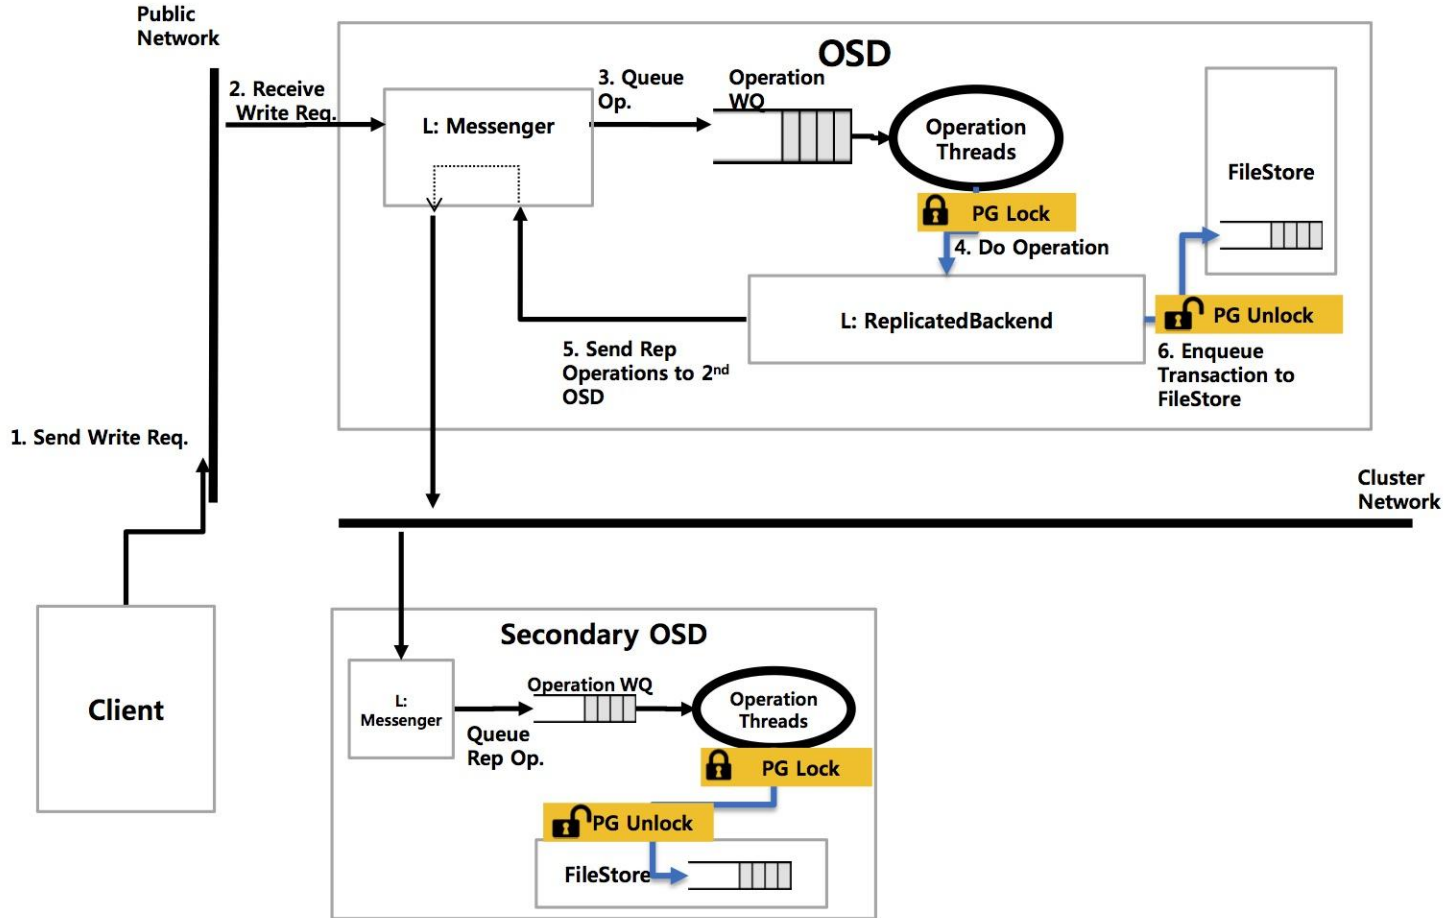 Public
Network
OSD
2. Receive
Write Req.
3. Queue
Op.
Operation
WQ
L: Messenger
Operation
Threads
FileStore
PG Lock
4. Do Operation
L: ReplicatedBackend
PG Unlock
5. Send Rep
Operations to 2nd
OSD
6. Enqueue
Transaction to
FileStore
1. Send Write Req.
Cluster
Network
Client
Secondary OSD
L:
Messenger
Operation WQ
Operation
Threads
Queue
Rep Op.
PG Lock
PG Unlock
FileStore